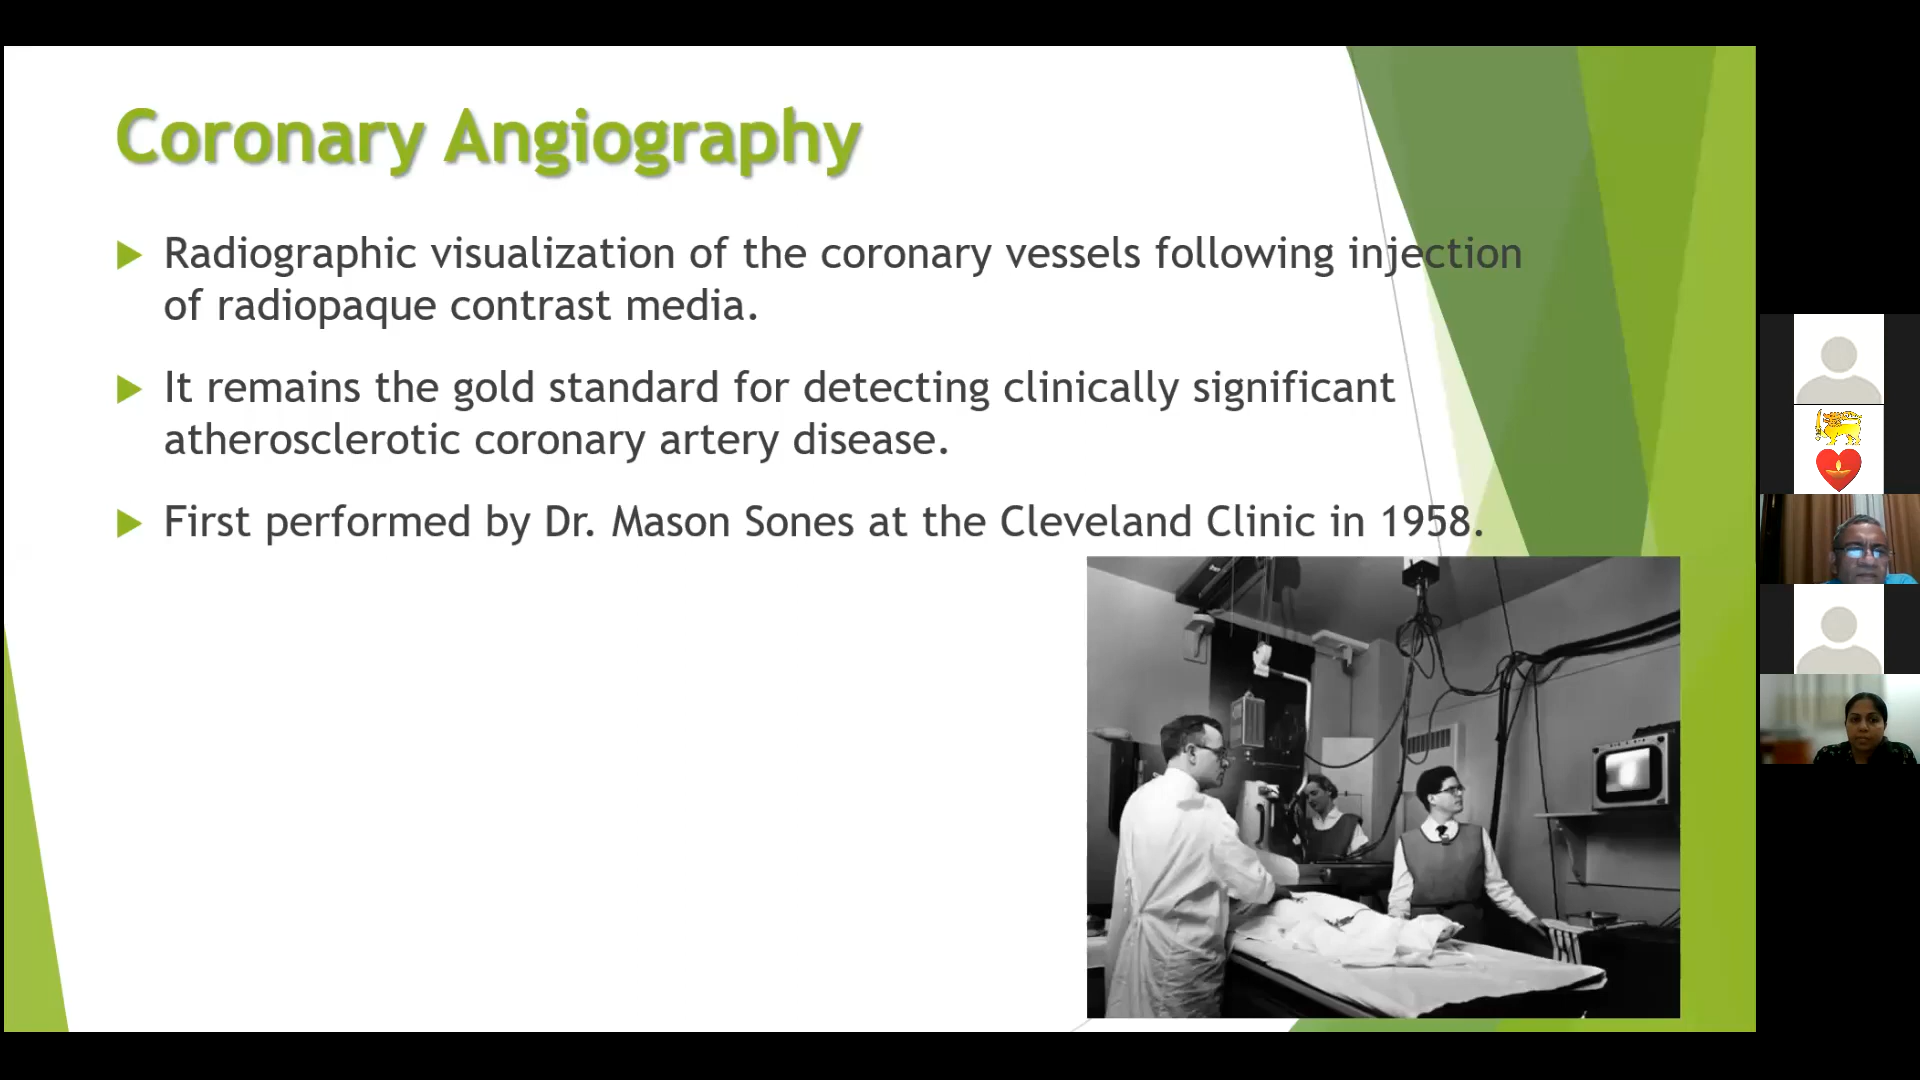 Coronary Angiography
Radiographic visualization of the coronary vessels following injection
of radiopaque contrast media.
It remains the gold standard for detecting clinically significant
atherosclerotic coronary artery disease.
First performed by Dr. Mason Sones at the Cleveland Clinic in 1958.